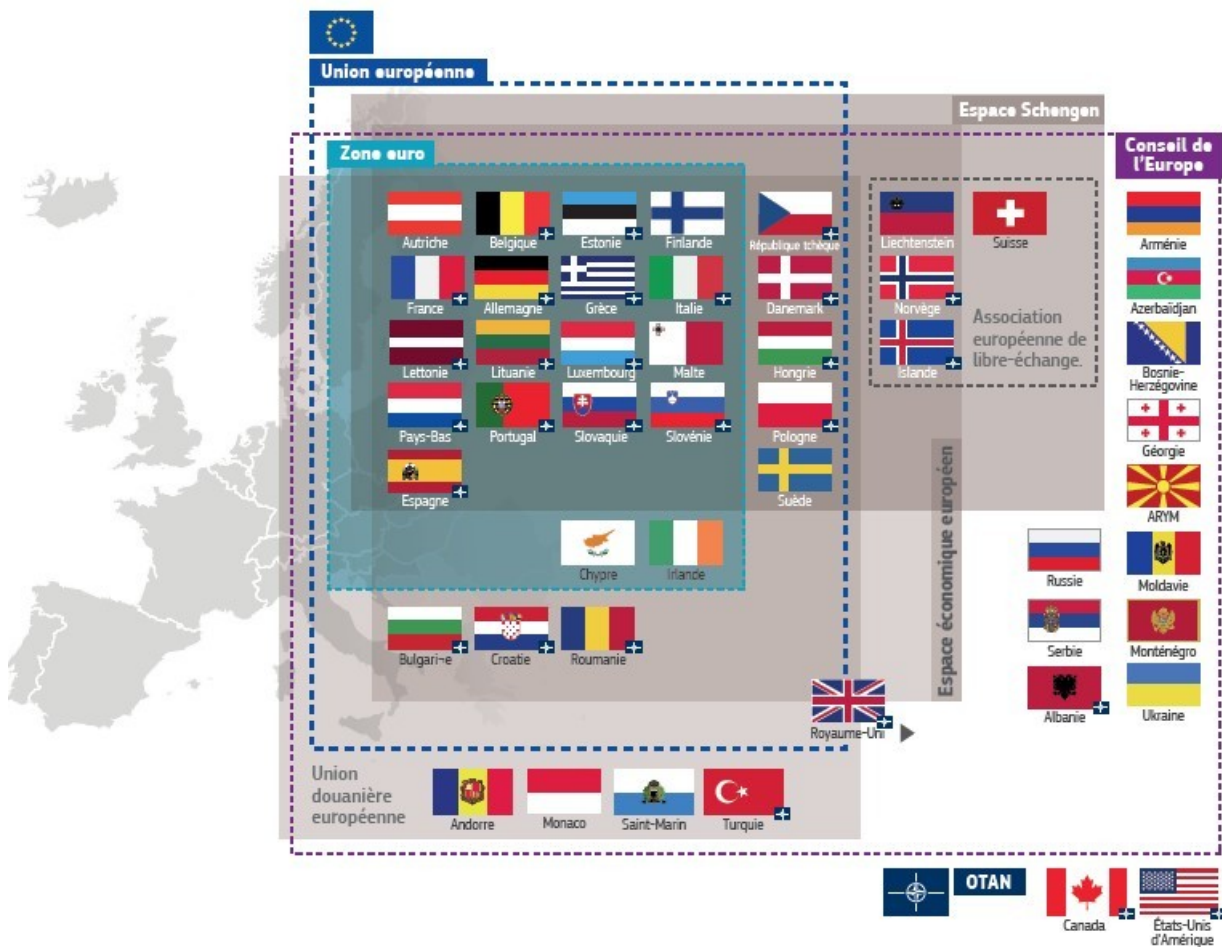 Union européenne
Espace Schengen
Conseil de
l'Europe
Zone euro
Autriche
Belgique
Estonie
Finlande
République tchèque
Liechtenstein
Suisse
Arménie
France
Allemagne
Grèce
Italie
Danemark
Norvège
Azerbaïdjan
Association
européenne de
libre-échange.
Lettonie
Lituanie
Luxembourg
Malte
Hongrie
Islande
Bosnie-
Herzégovine
Pays-Bas
Portugal
Slovaquie
Slovénie
Pologne
Géorgie
Espagne
Suède
Espace économique européen
ARYM
Chypre
Irlande
Russie
Moldavie
Bulgari-e
Croatie
Roumanie
Serbie
Monténégro
Royaume-Uni
Albanie
Ukraine
Union
douanière
européenne
Andorre
Monaco
Saint-Marin
Turquie
OTAN
Canada
États-Unis
d'Amérique